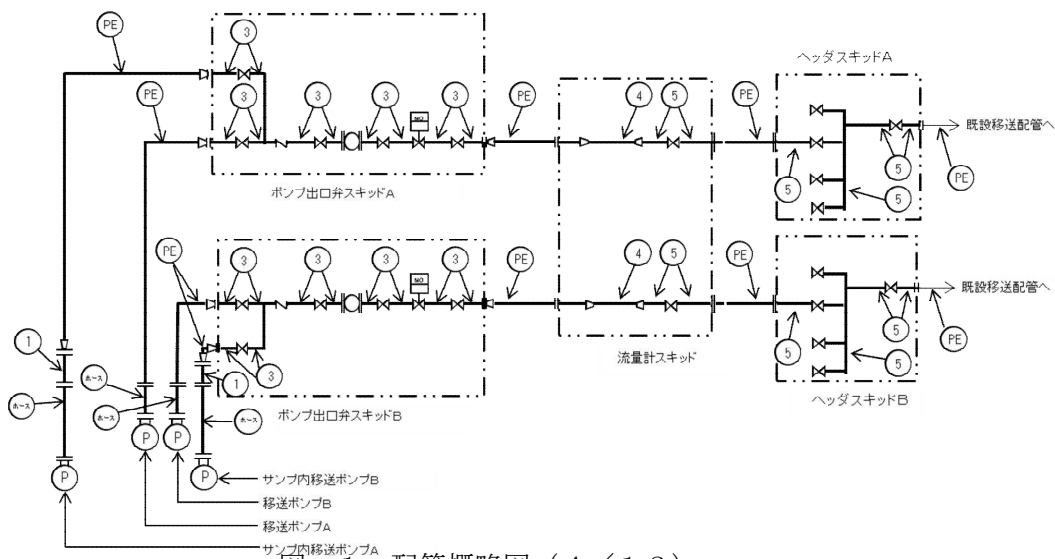 PE
3
ヘッダスキッドA
PE
3
3
3
3
PE
4
5
PE
MO
既設移送配管へ
ポンプ出口弁スキッドA
5
5
5
PE
PE
3
3
3
3
PE
4
5
PE
MO
既設移送配管へ
1
3
1
流量計スキッド
5
5
5
PE
ホース
ホース
ホース
ホース
ポンプ出口弁スキッドB
ヘッダスキッドB
P
P
P
P
サンプ内移送ポンプB
移送ポンプB
移送ポンプA
サンプ内移送ポンプA
配管概略図（４／１３）